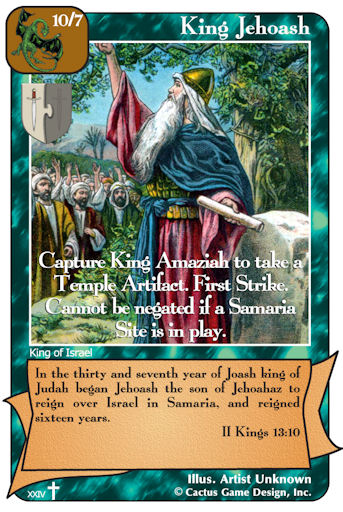 10/7
King Jehoash
Capture King Amaziah to take a
Temple Artifact. First Strike.
Cannot be negated if a Samaria
Site is in play.
King of Israel
In the thirty and seventh year of Joash king of
Judah began Jehoash the son of Jehoahaz to
reign over Israel in Samaria, and reigned
sixteen years.
II Kings 13:10
Illus. Artist Unknown
XXIV © Cactus Game Design, Inc.